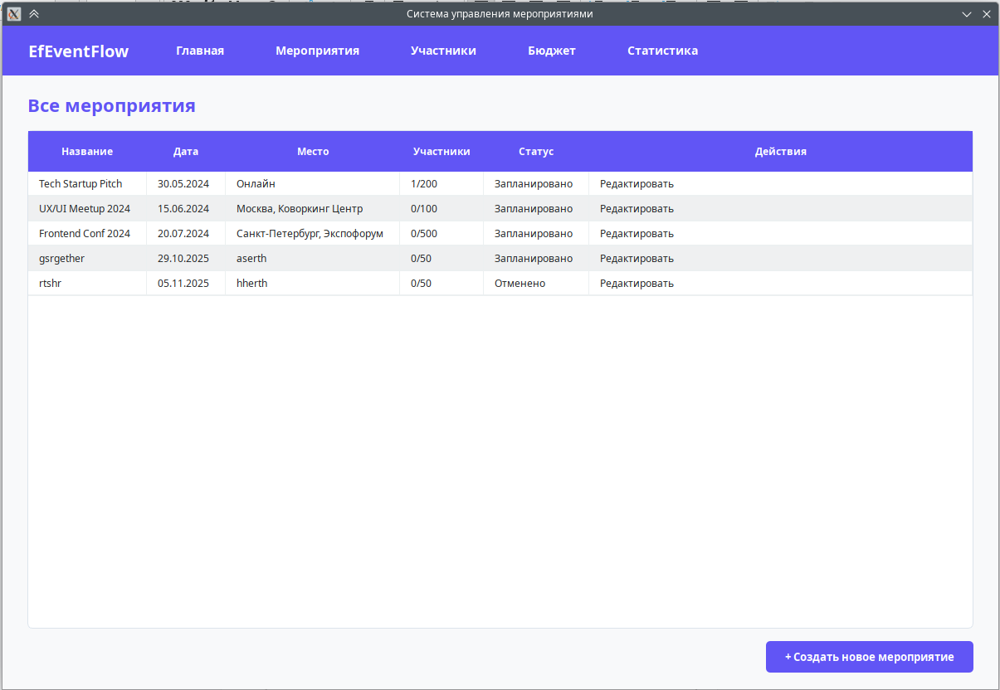 Система управления мероприятиями
EfEventFlow Главная Мероприятия Участники Бюджет Статистика
Все мероприятия
Название Дата Место Участники Статус Действия
Tech Startup Pitch 30.05.2024 Онлайн 1/200 Запланировано Редактировать
UX/UI Meetup 2024 15.06.2024 Москва, Коворкинг Центр 0/100 Запланировано Редактировать
Frontend Conf 2024 20.07.2024 Санкт-Петербург, Экспофорум 0/500 Запланировано Редактировать
gsrgether 29.10.2025 aserth 0/50 Запланировано Редактировать
rtshr 05.11.2025 hherth 0/50 Отменено Редактировать
+ Создать новое мероприятие